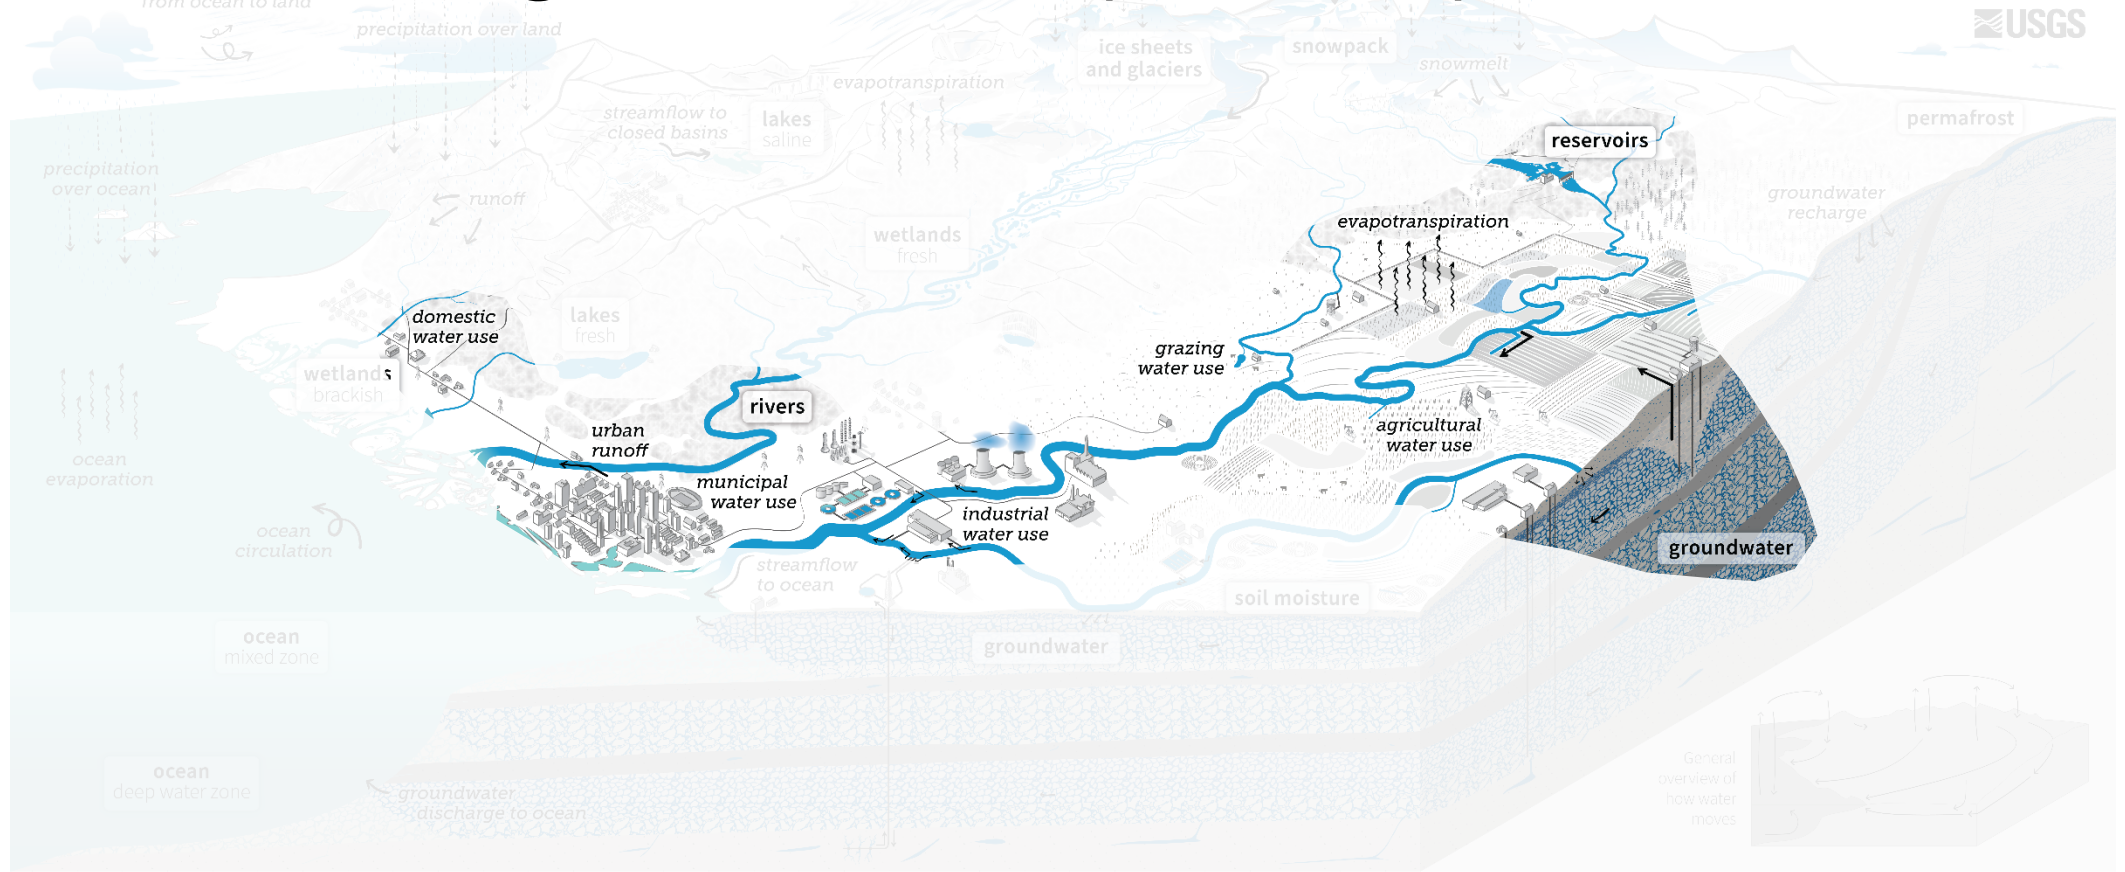 from ocean to land
precipitation over land
USGS
ice sheets
and glaciers
snowpack
snowmelt
evapotranspiration
streamflow to
closed basins
lakes
saline
permafrost
reservoirs
precipitation
over ocean
runoff
groundwater
recharge
evapotranspiration
wetlands
fresh
domestic
water use
lakes
fresh
grazing
water use
wetlands
brackish
rivers
urban
runoff
agricultural
water use
ocean
evaporation
municipal
water use
industrial
water use
ocean
circulation
groundwater
streamflow
to ocean
soil moisture
ocean
mixed zone
groundwater
General
overview of
how water
moves
ocean
deep water zone
groundwater
discharge to ocean